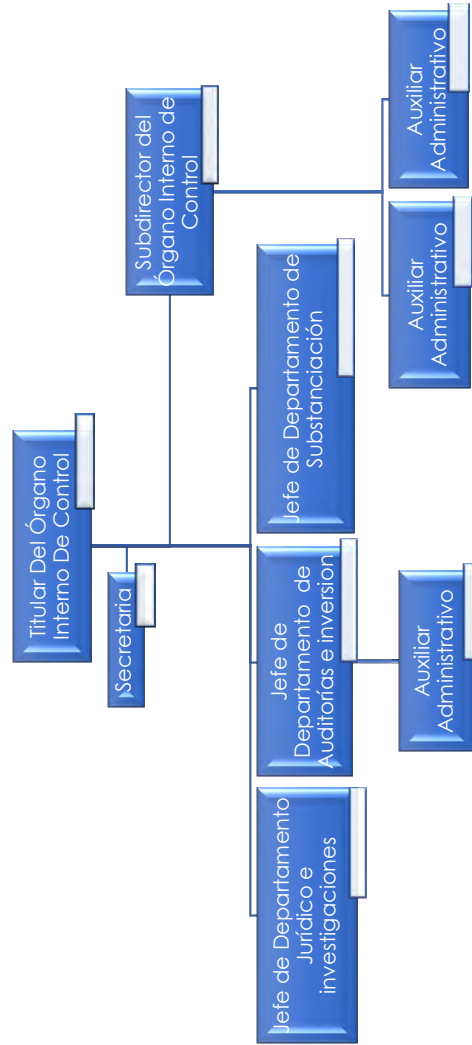 Titular Del Órgano
Interno De Control
Secretaria
Subdirector del
Órgano Interno de
Control
Jefe de Departamento
Jurídico e
investigaciones
Jefe de
Departamento de
Auditorías e inversion
Jefe de Departamento de
Substanciación
Auxiliar
Administrativo
Auxiliar
Administrativo
Auxiliar
Administrativo